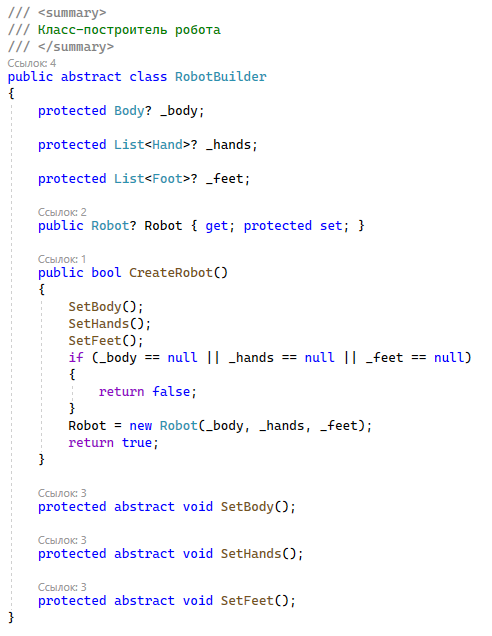 /// <summary>
/// Класс-построитель робота
/// </summary>
Ссылок: 4
public abstract class RobotBuilder
{
    protected Body? _body;

    protected List<Hand>? _hands;

    protected List<Foot>? _feet;

    Ссылок: 2
    public Robot? Robot { get; protected set; }

    Ссылок: 1
    public bool CreateRobot()
    {
        SetBody();
        SetHands();
        SetFeet();
        if (_body == null || _hands == null || _feet == null)
        {
            return false;
        }
        Robot = new Robot(_body, _hands, _feet);
        return true;
    }

    Ссылок: 3
    protected abstract void SetBody();

    Ссылок: 3
    protected abstract void SetHands();

    Ссылок: 3
    protected abstract void SetFeet();
}